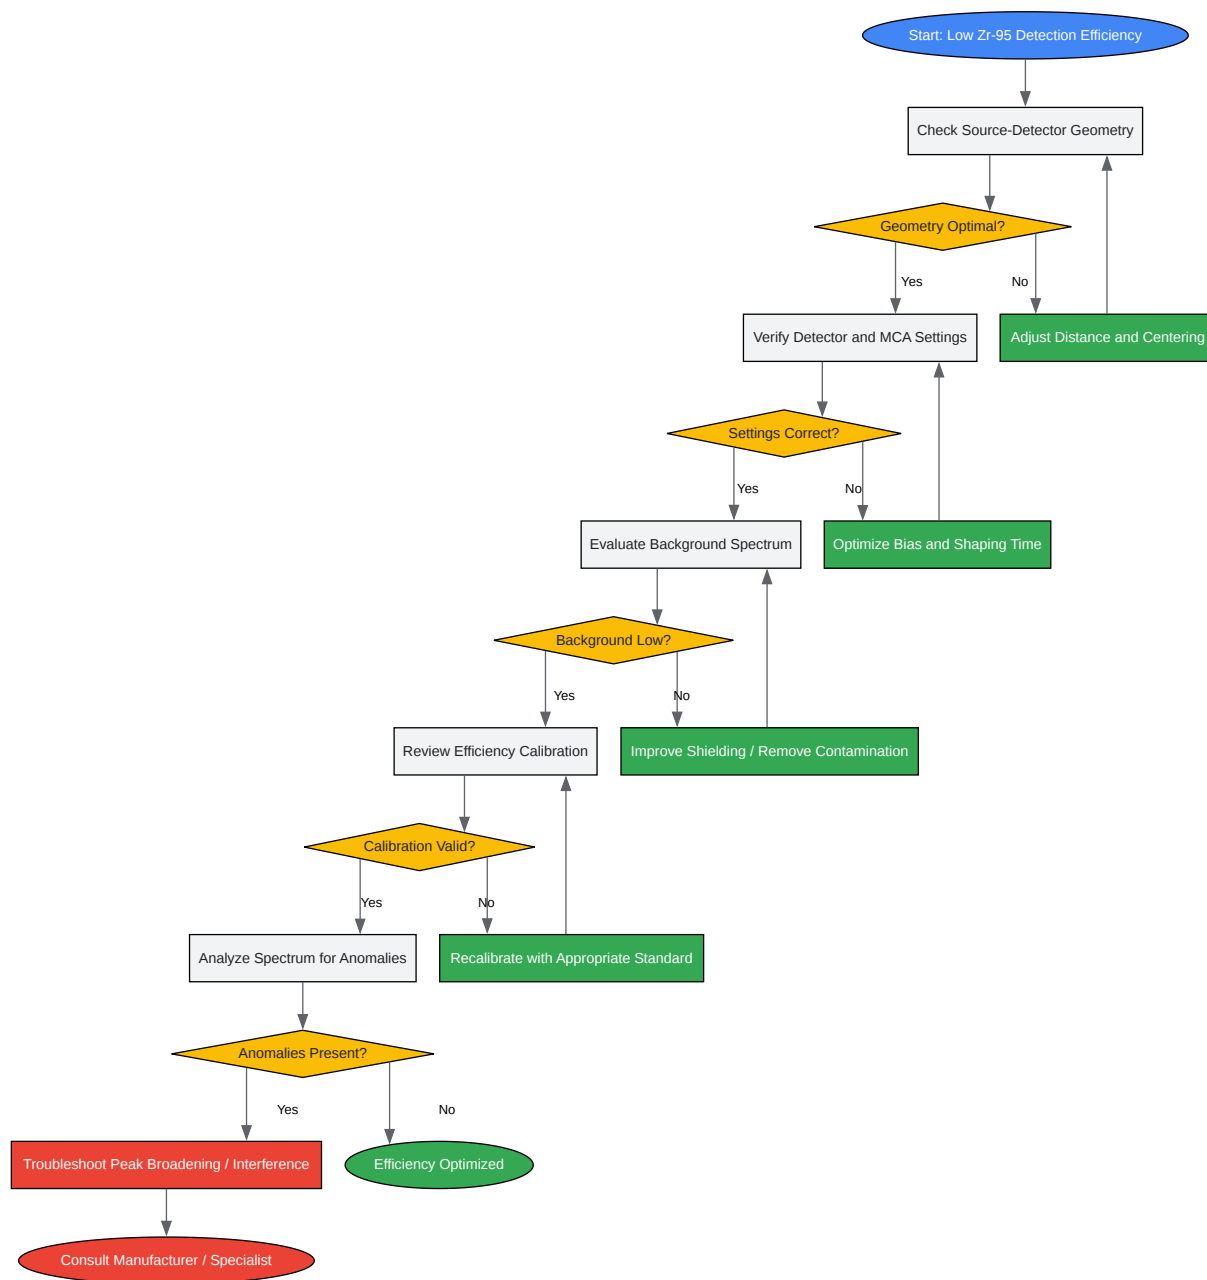 Start: Low Zr-95 Detection Efficiency
Check Source-Detector Geometry
Geometry Optimal?
Yes
No
Verify Detector and MCA Settings
Adjust Distance and Centering
Settings Correct?
Yes
No
Evaluate Background Spectrum
Optimize Bias and Shaping Time
Background Low?
Yes
No
Review Efficiency Calibration
Improve Shielding / Remove Contamination
Calibration Valid?
Yes
No
Analyze Spectrum for Anomalies
Recalibrate with Appropriate Standard
Anomalies Present?
Yes
No
Troubleshoot Peak Broadening / Interference
Efficiency Optimized
Consult Manufacturer / Specialist